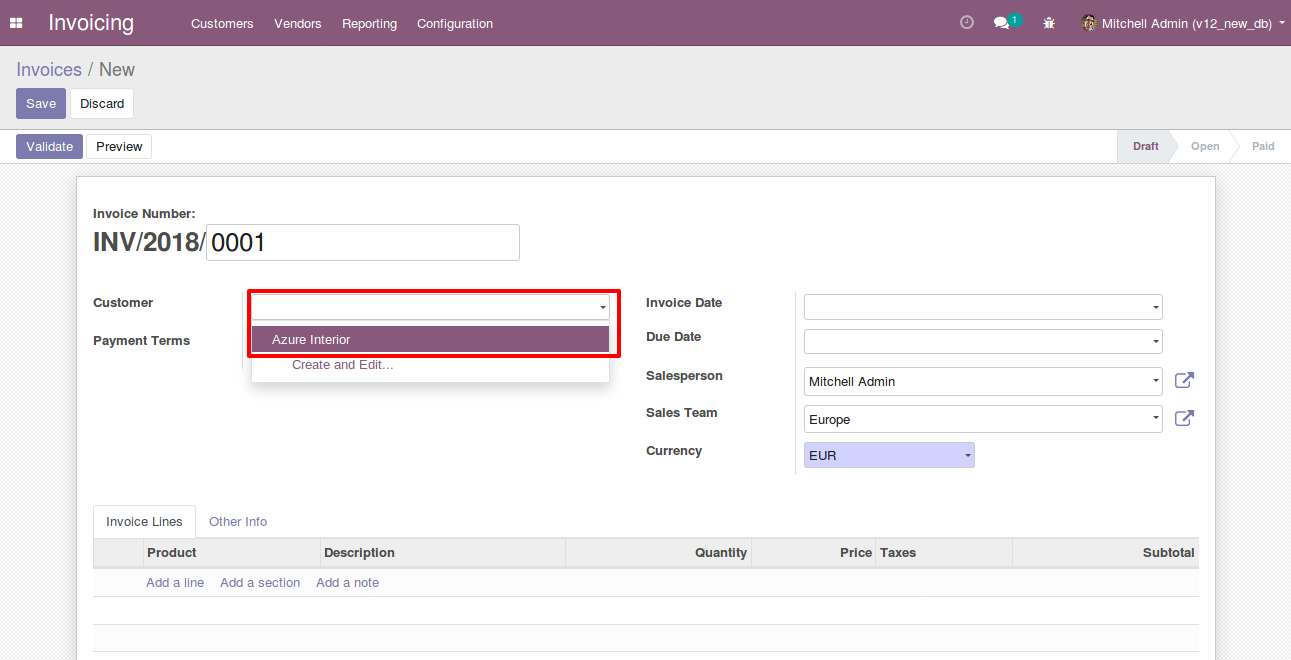 Invoicing Customers Vendors Reporting Configuration 1 Mitchell Admin (v12_new_db)
Invoices / New
Save Discard
Validate Preview Draft Open Paid
Invoice Number:
INV/2018/ 0001
Customer Invoice Date
Azure Interior Due Date
Payment Terms
Create and Edit...
Salesperson Mitchell Admin
Sales Team Europe
Currency EUR
Invoice Lines Other Info
Product Description Quantity Price Taxes Subtotal
Add a line Add a section Add a note